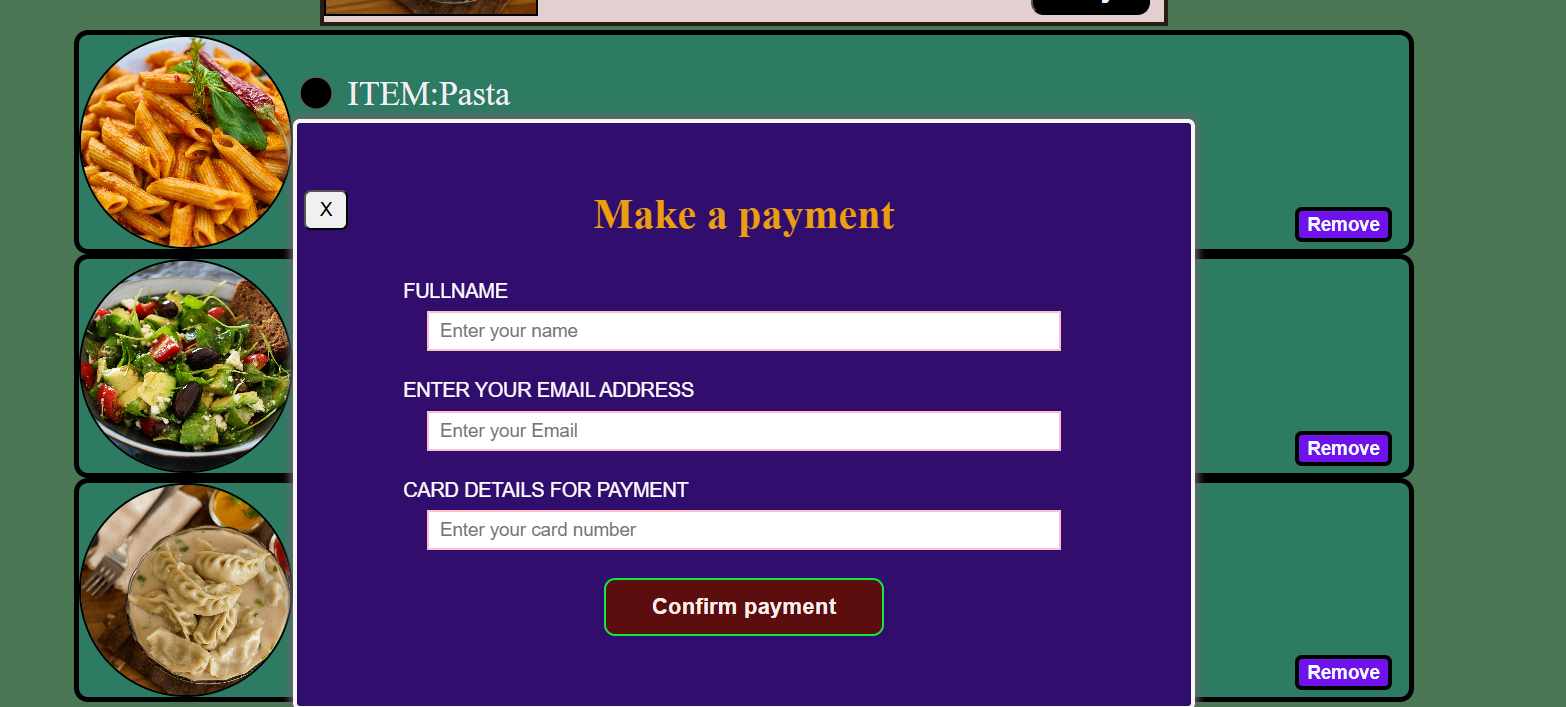 ITEM:Pasta
X
Make a payment
Remove
FULLNAME
Enter your name
ENTER YOUR EMAIL ADDRESS
Enter your Email
Remove
CARD DETAILS FOR PAYMENT
Enter your card number
Confirm payment
Remove